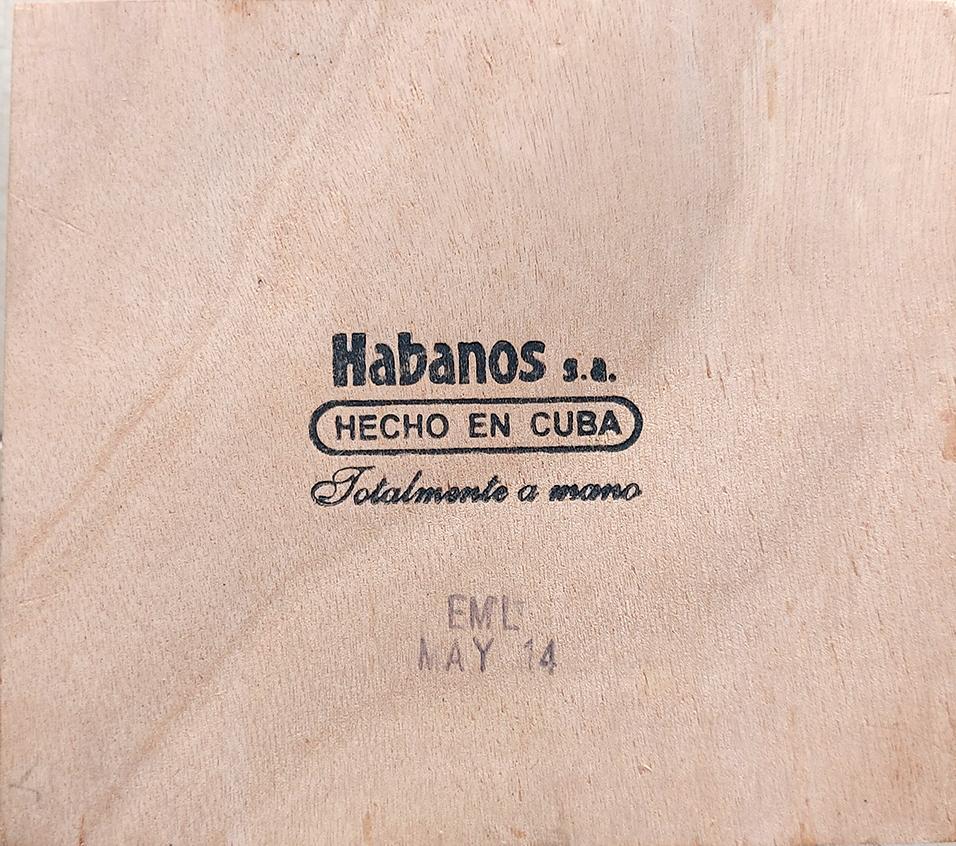 Habanos s.a.
HECHO EN CUBA
Totalmente a mano
EML
MAY 14